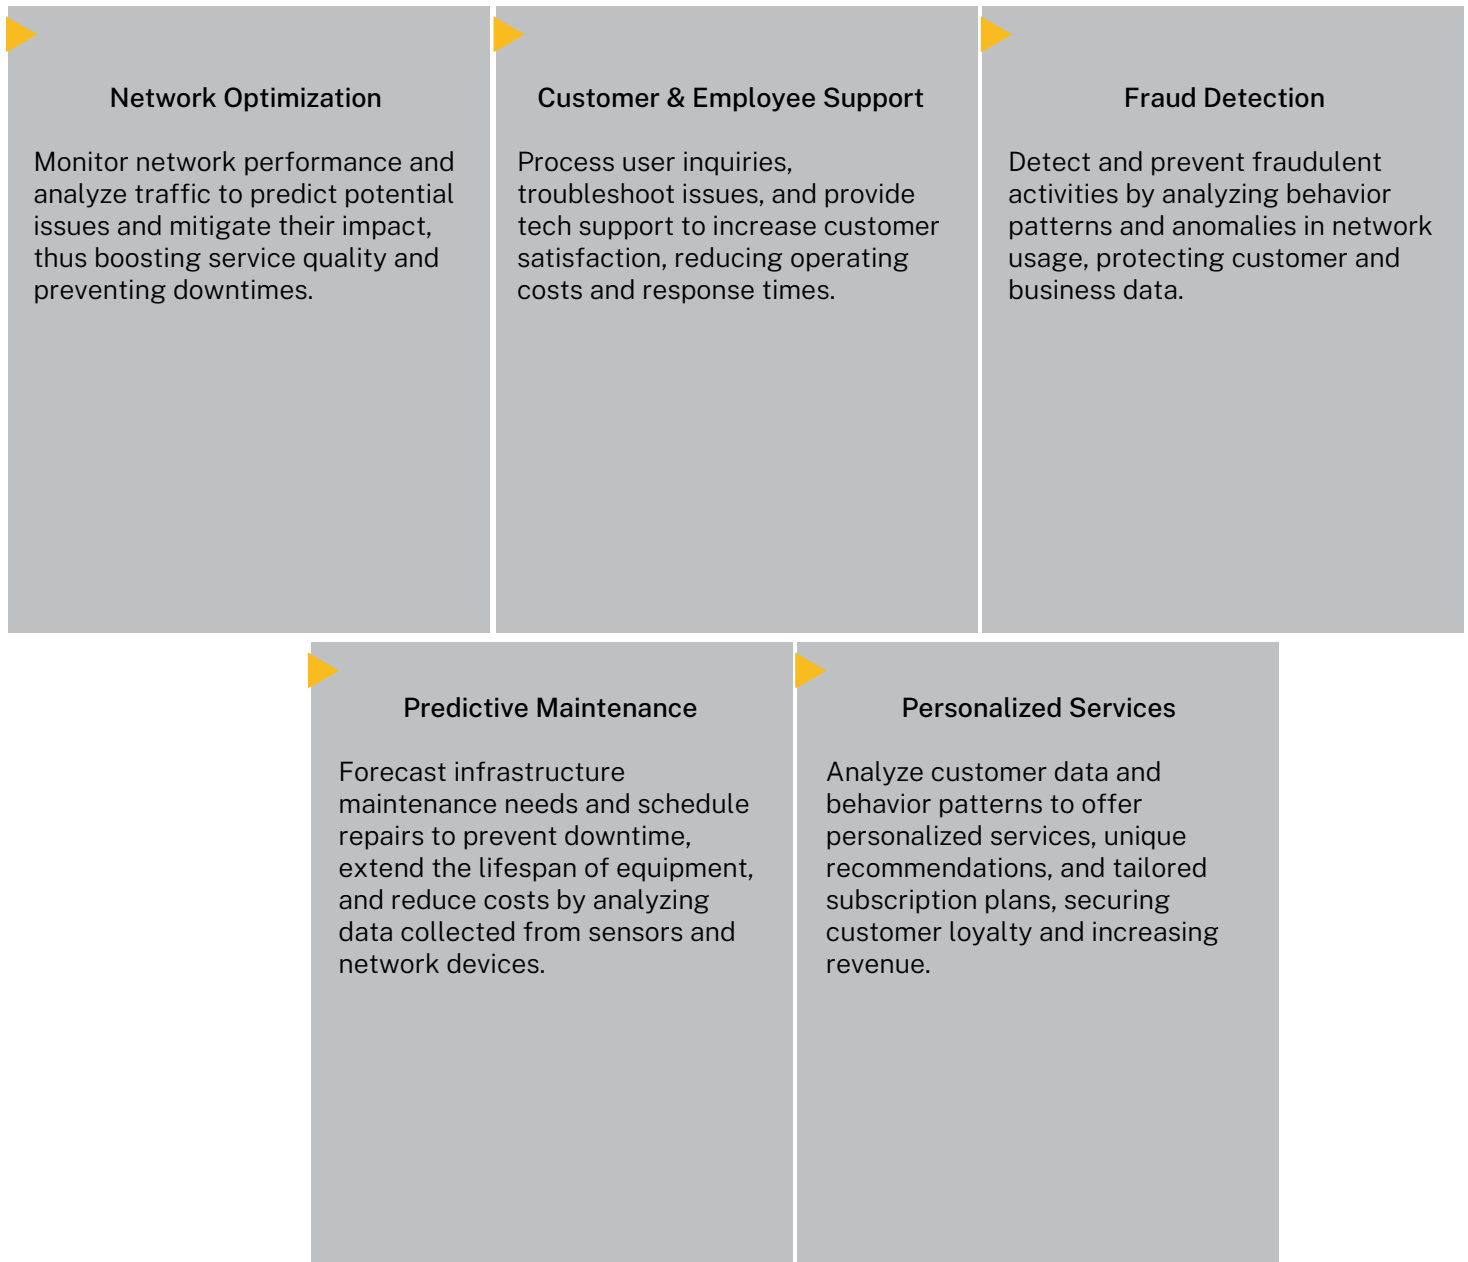 Network Optimization
Monitor network performance and
analyze traffic to predict potential
issues and mitigate their impact,
thus boosting service quality and
preventing downtimes.
Customer & Employee Support
Process user inquiries,
troubleshoot issues, and provide
tech support to increase customer
satisfaction, reducing operating
costs and response times.
Fraud Detection
Detect and prevent fraudulent
activities by analyzing behavior
patterns and anomalies in network
usage, protecting customer and
business data.
Predictive Maintenance
Forecast infrastructure
maintenance needs and schedule
repairs to prevent downtime,
extend the lifespan of equipment,
and reduce costs by analyzing
data collected from sensors and
network devices.
Personalized Services
Analyze customer data and
behavior patterns to offer
personalized services, unique
recommendations, and tailored
subscription plans, securing
customer loyalty and increasing
revenue.